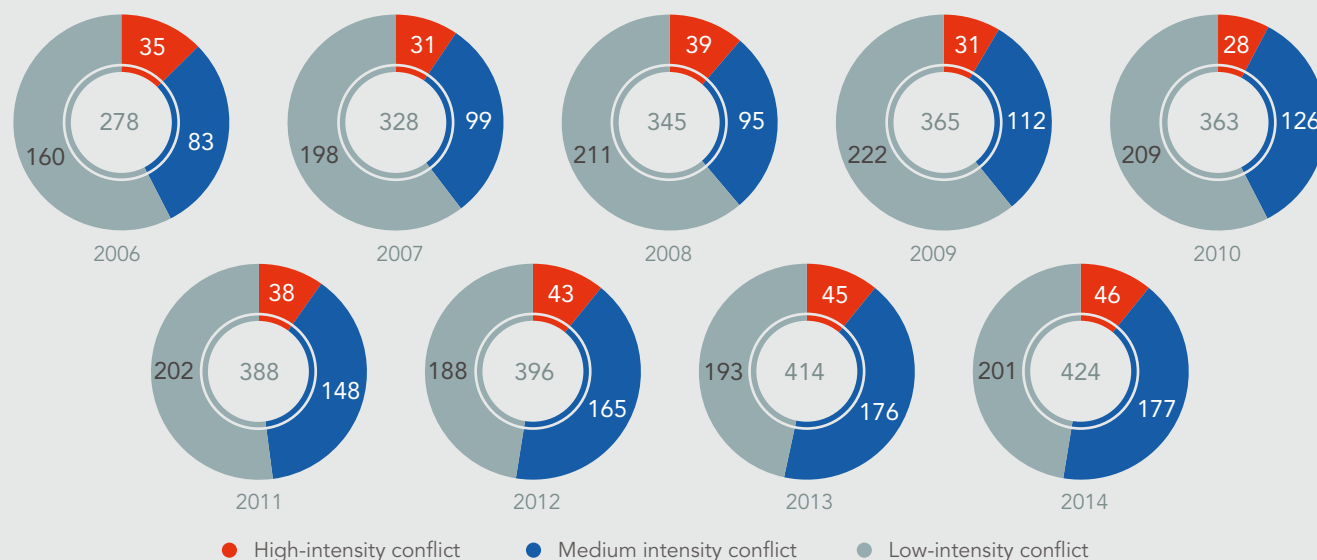 35 31 39 31 28
278 328 345 365 363
83 99 95 112 126
160 198 211 222 209
2006 2007 2008 2009 2010
38 43 45 46
202 388 188 396 193 414 201 424
148 165 176 177
2011 2012 2013 2014
High-intensity conflict Medium intensity conflict Low-intensity conflict